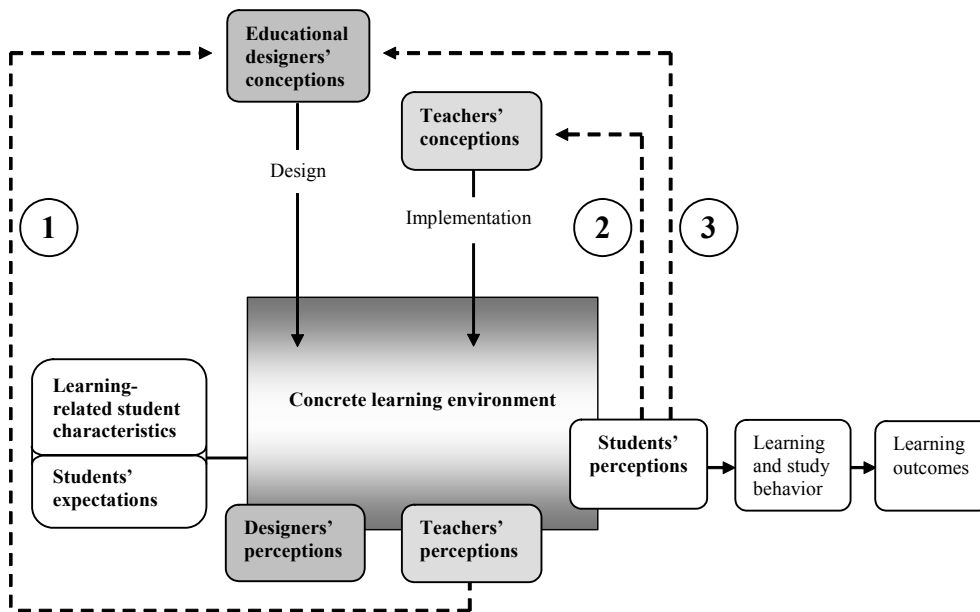 Educational
designers’
conceptions
Teachers’
conceptions
Design
Implementation
1
2
3
Learning-
related student
characteristics
Students’
expectations
Concrete learning environment
Students’
perceptions
Learning
and study
behavior
Learning
outcomes
Designers’
perceptions
Teachers’
perceptions